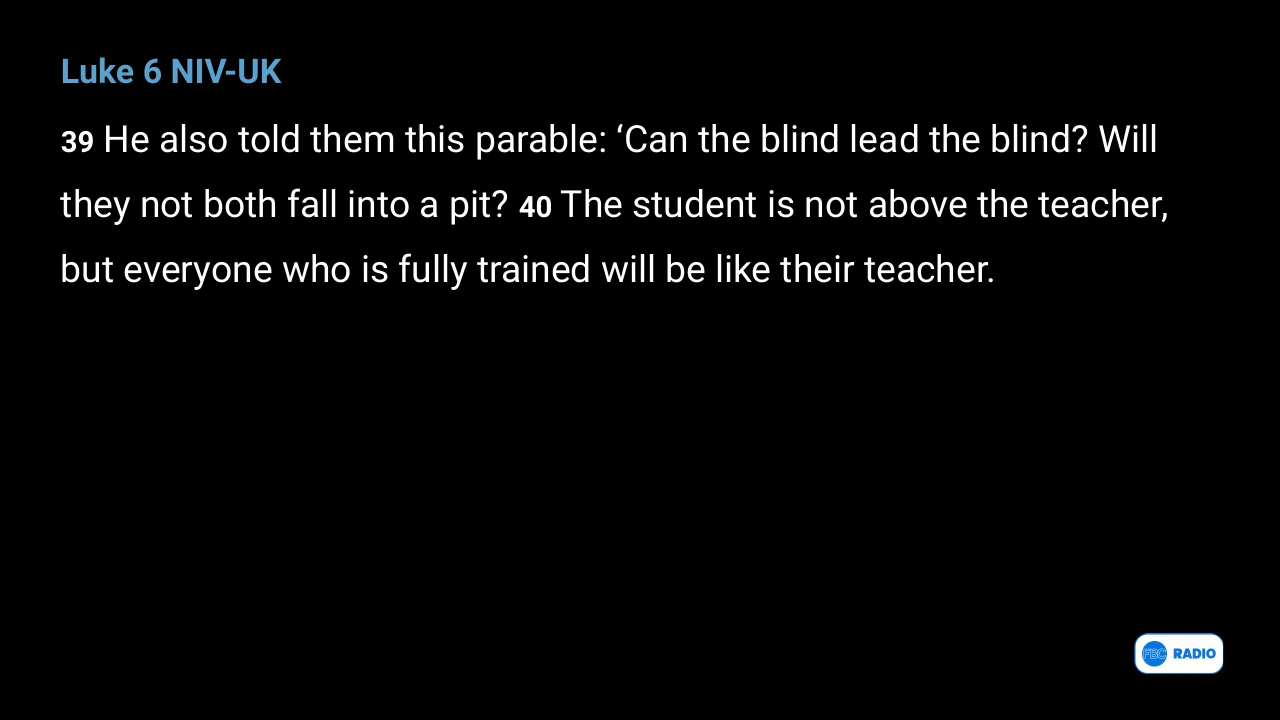 Luke 6 NIV-UK
39 He also told them this parable: ‘Can the blind lead the blind? Will
they not both fall into a pit? 40 The student is not above the teacher,
but everyone who is fully trained will be like their teacher.
FBC RADIO